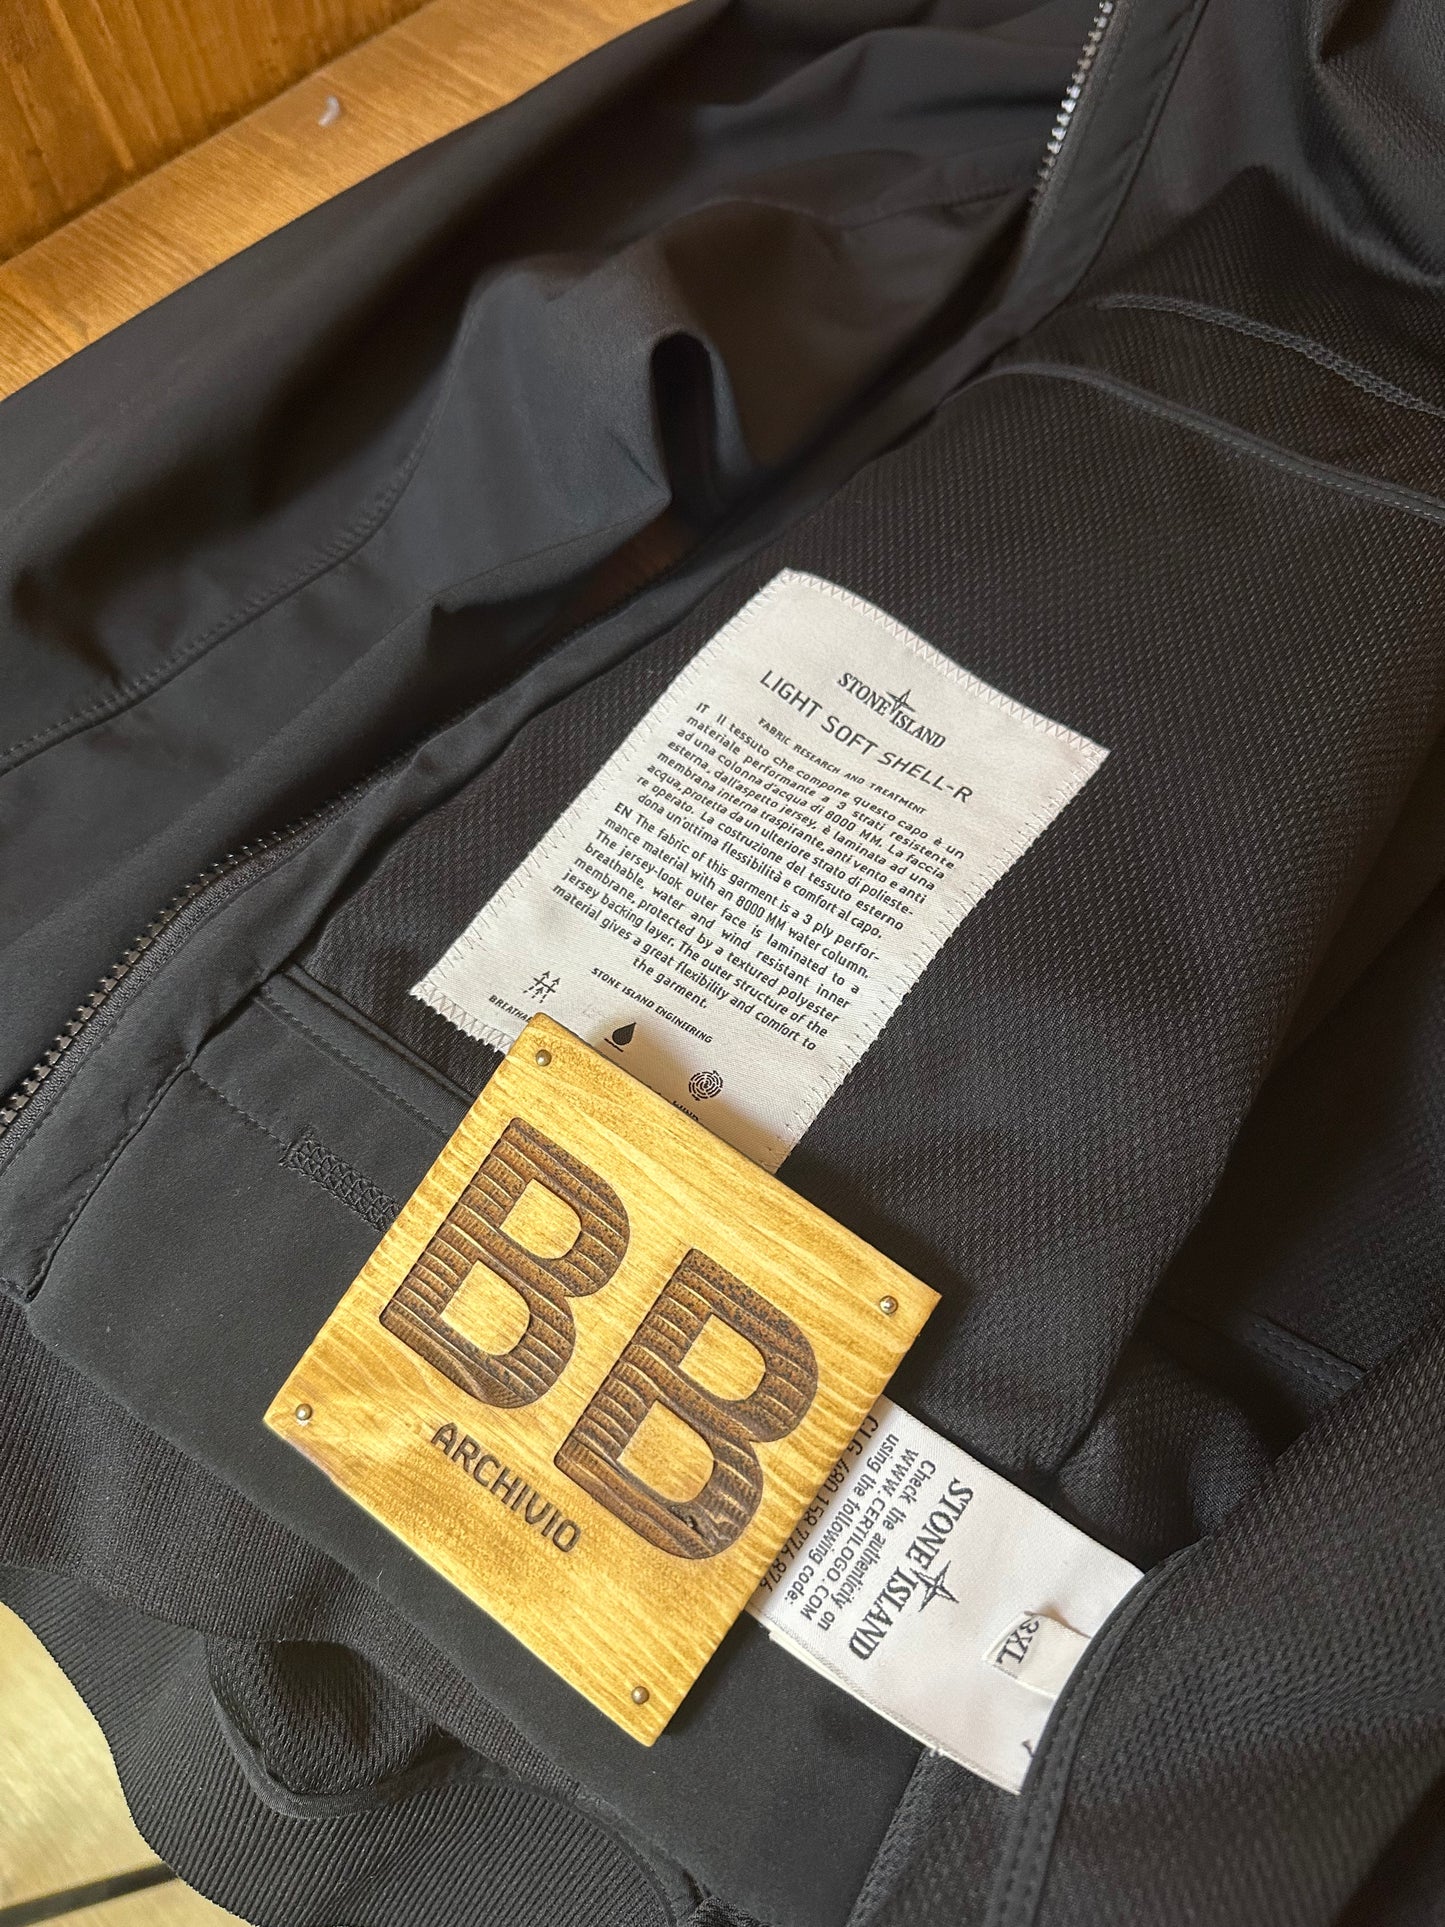 STONE ISLAND
LIGHT SOFT SHELL-R
FABRIC RESEARCH AND TREATMENT
IT Il tessuto che compone questo capo è un
materiale performante a 3 strati resistente
ad una colonna d'acqua di 8000 MM. La faccia
esterna, dall'aspetto jersey, è laminata ad una
membrana interna traspirante, anti vento e anti
acqua, protetta da un ulteriore strato di polieste-
re operato. La costruzione del tessuto esterno
dona un'ottima flessibilità e comfort al capo.
EN The fabric of this garment is a 3 ply perfor-
mance material with an 8000 MM water column.
The jersey-look outer face is laminated to a
breathable, water and wind resistant inner
membrane, protected by a textured polyester
jersey backing layer. The outer structure of the
material gives a great flexibility and comfort to
the garment.
STONE ISLAND ENGINEERING
WIND
BB
ARCHIVIO
STONE ISLAND
Check the authenticity on
WWW.CERTILOGO.COM
using the following code:
CLG 480 158 774 876
3XL